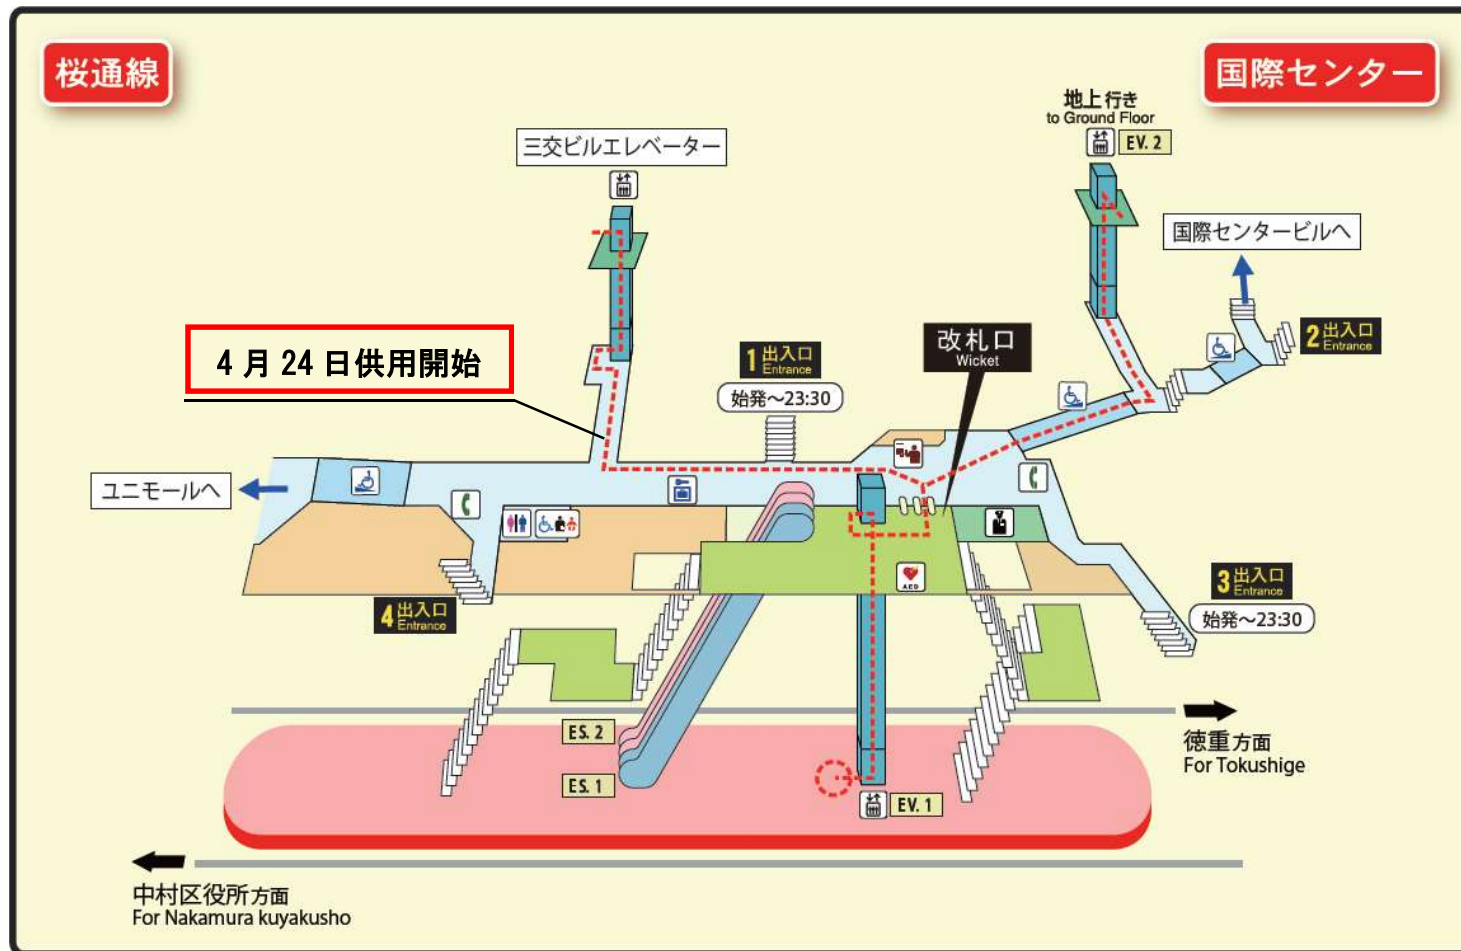 桜通線
国際センター
地上行き
to Ground Floor
EV. 2
三交ビルエレベーター
国際センタービルへ
4月24日供用開始
1 出入口
Entrance
始発～23:30
改札口
Wicket
2 出入口
Entrance
ユニモールへ
4 出入口
Entrance
AED
3 出入口
Entrance
始発～23:30
ES. 2
ES. 1
EV. 1
徳重方面
For Tokushige
中村区役所方面
For Nakamura kuyakusho